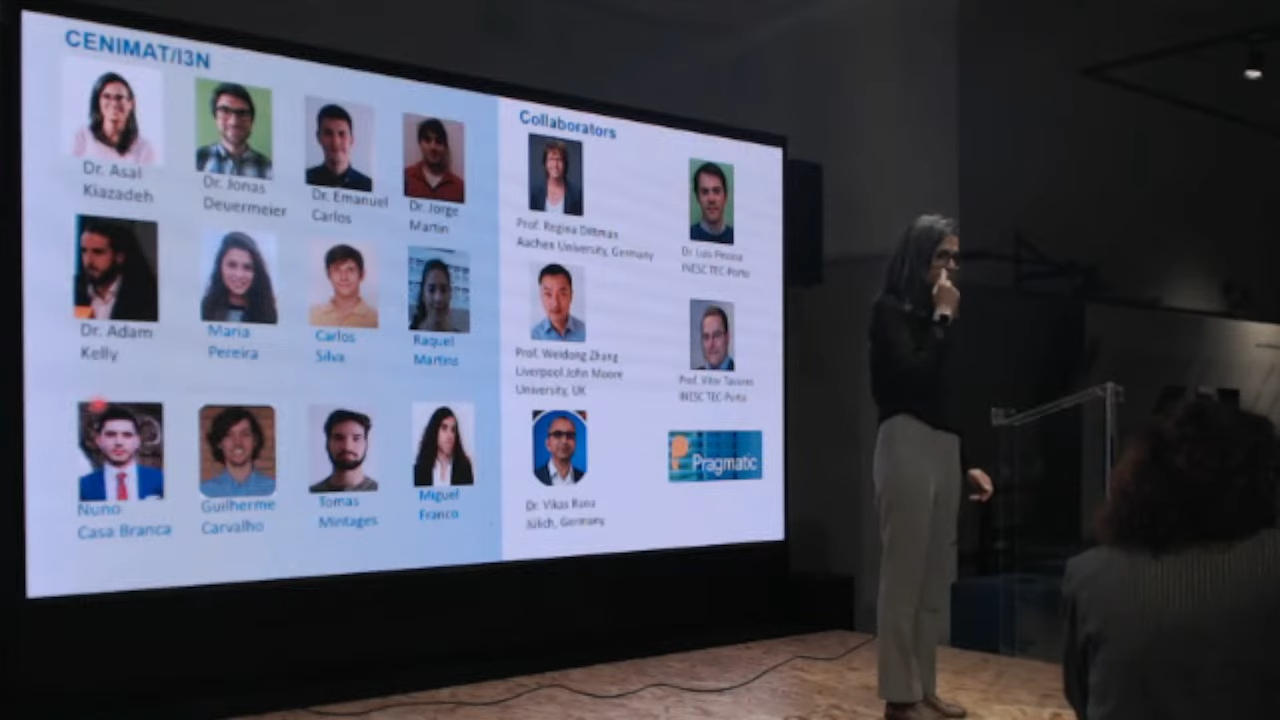 CENIMAT/I3N
Dr. Asal
Kiazadeh
Dr. Jonas
Deuermeier
Dr. Emanuel
Carlos
Dr. Jorge
Martin
Dr. Adam
Kelly
Maria
Pereira
Carlos
Silva
Raquel
Martins
Nuno
Casa Branca
Guilherme
Carvalho
Tomas
Mintages
Miguel
Franco
Collaborators
Prof. Regina Dittman
Aachen University, Germany
Dr Luis Pessoa
INESC TEC-Porto
Prof. Weidong Zhang
Liverpool John Moore
University, UK
Prof. Vitor Tavares
INESC TEC-Porto
Dr. Vikas Rana
Jülich, Germany
Pragmatic